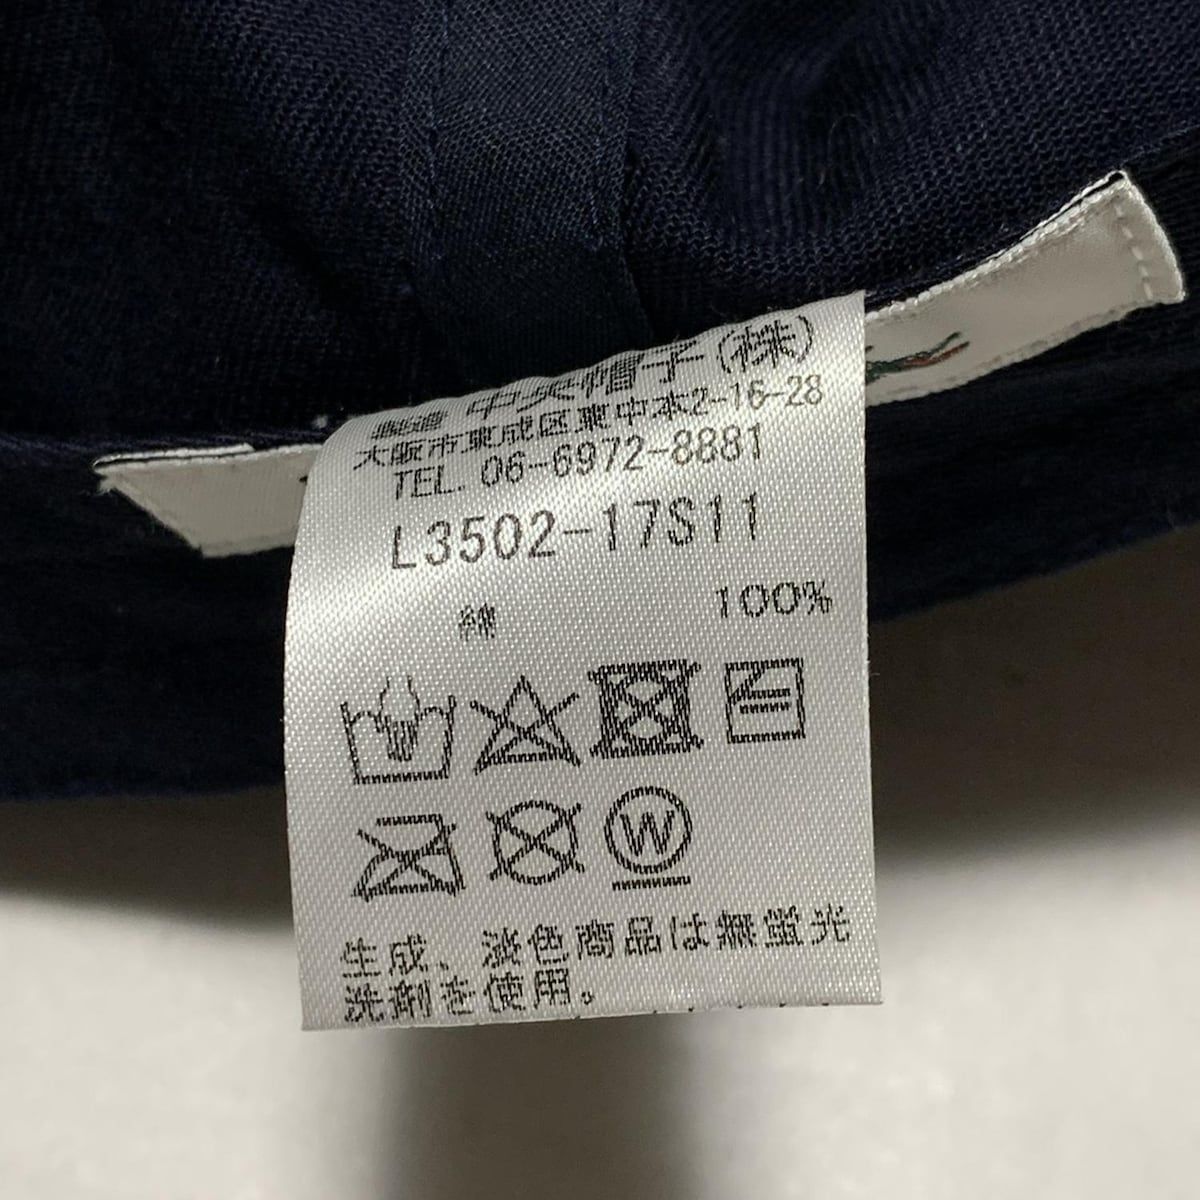 製造 中央帽子(株)
大阪市東成区東中本2-16-28
TEL. 06-6972-8881
L3502-17S11
綿 100%
W
生成、淡色商品は無蛍光
洗剤を使用。